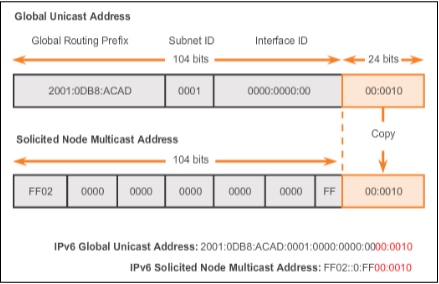 Global Unicast Address
Global Routing Prefix Subnet ID Interface ID
104 bits 24 bits
2001:0DB8:ACAD 0001 0000:0000:00 00:0010
Solicited Node Multicast Address Copy
104 bits
FF02 0000 0000 0000 0000 0000 FF 00:0010
IPv6 Global Unicast Address: 2001:0DB8:ACAD:0001:0000:0000:0000:0010
IPv6 Solicited Node Multicast Address: FF02::0:FF00:0010